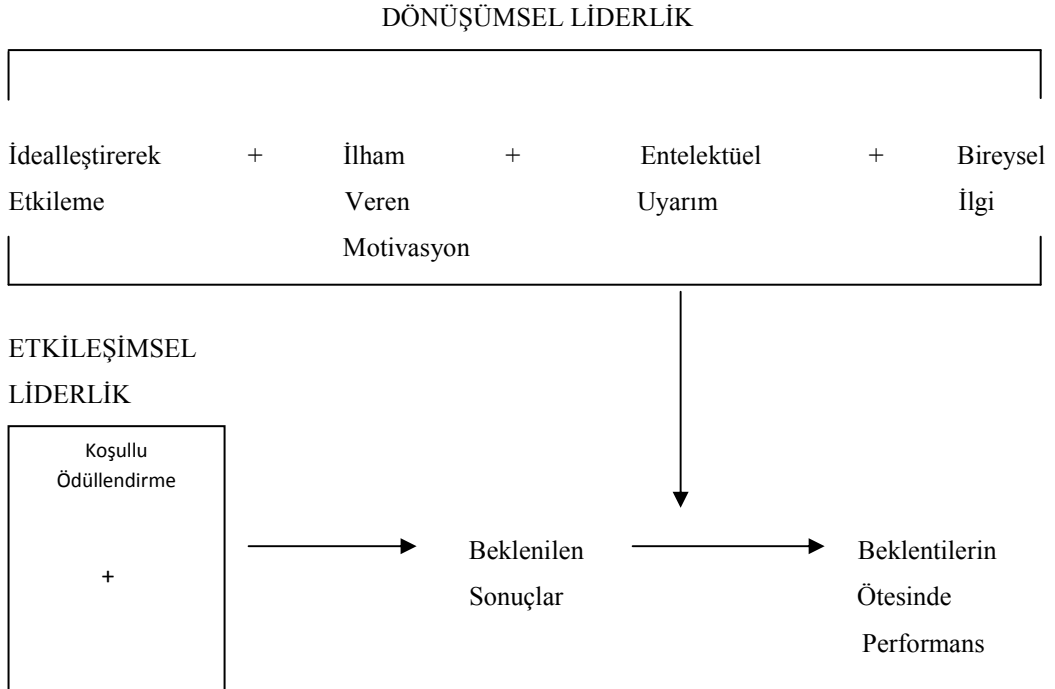 DÖNÜŞÜMSEL LİDERLİK
İdealleştirerek + İlham + Entelektüel + Bireysel
Etkileme Veren Uyarım İlgi
Motivasyon
ETKİLEŞİMSEL
LİDERLİK
Koşullu
Ödüllendirme
+
Beklenilen Beklentilerin
Sonuçlar Ötesinde
Performans